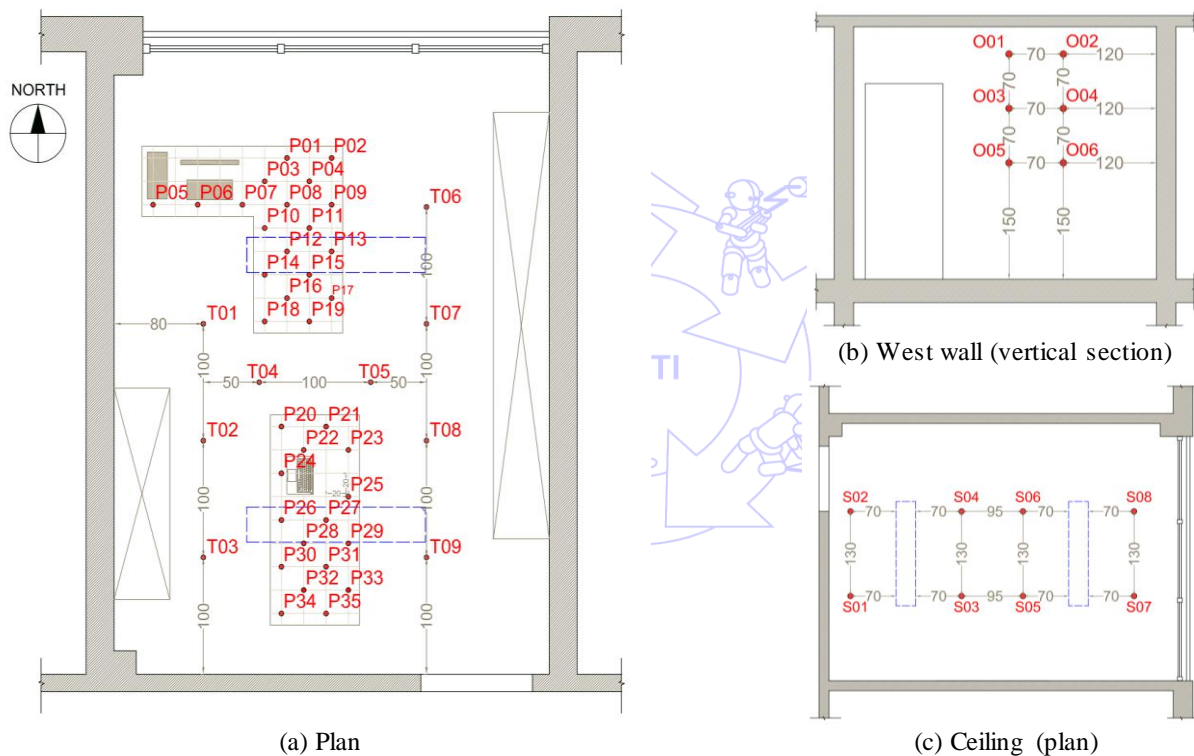 NORTH
P01 P02
P03 P04
P05 P06 P07 P08 P09
T06
P10 P11
P12 P13
P14 P15
100
P16 P17
P18 P19
T01 T07
80
100 100
T04 T05
50 100 50
T02 P20 P21 T08
P22 P23
P24
P25
20 20
100 100
P26 P27
P28 P29
T03 P30 P31 T09
P32 P33
P34 P35
100 100
(a) Plan
O01 O02
70 120
70 70
O03 O04
70 120
70 70
O05 O06
70 120
150 150
(b) West wall (vertical section)
TI
S02 S04 S06 S08
70 70 95 70 70
130 130 130 130
70 70 95 70 70
S01 S03 S05 S07
(c) Ceiling (plan)